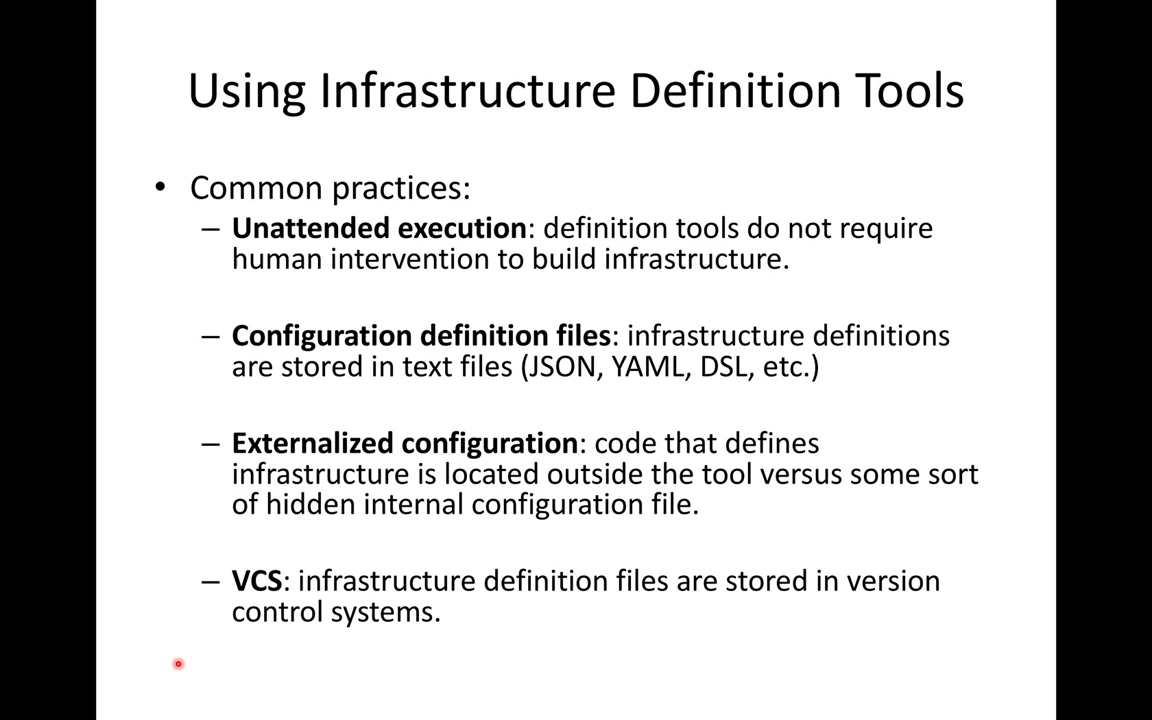 Using Infrastructure Definition Tools
• Common practices:
– Unattended execution: definition tools do not require
human intervention to build infrastructure.
– Configuration definition files: infrastructure definitions
are stored in text files (JSON, YAML, DSL, etc.)
– Externalized configuration: code that defines
infrastructure is located outside the tool versus some sort
of hidden internal configuration file.
– VCS: infrastructure definition files are stored in version
control systems.